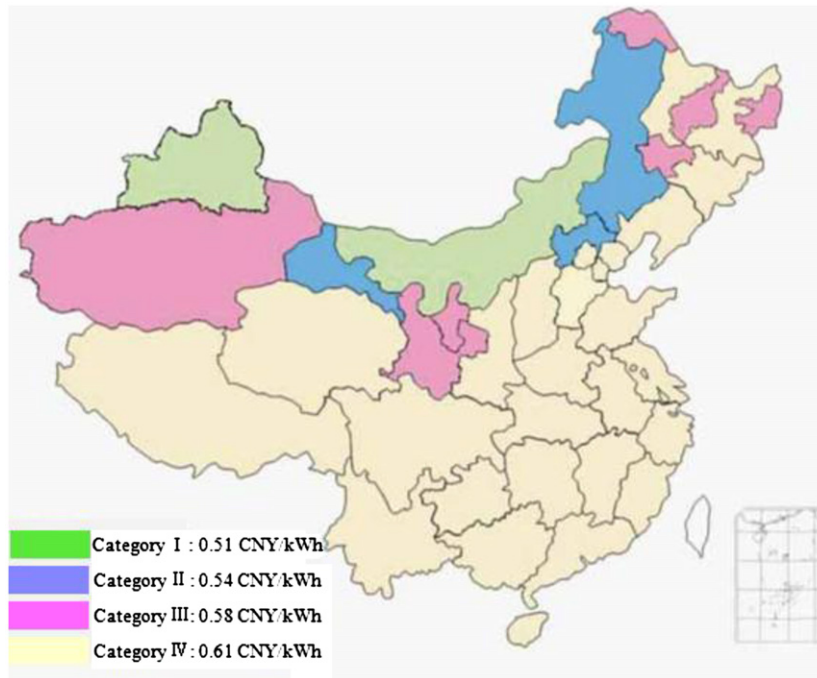 Category Ⅰ : 0.51 CNY/kWh
Category Ⅱ : 0.54 CNY/kWh
Category Ⅲ : 0.58 CNY/kWh
Category Ⅳ : 0.61 CNY/kWh